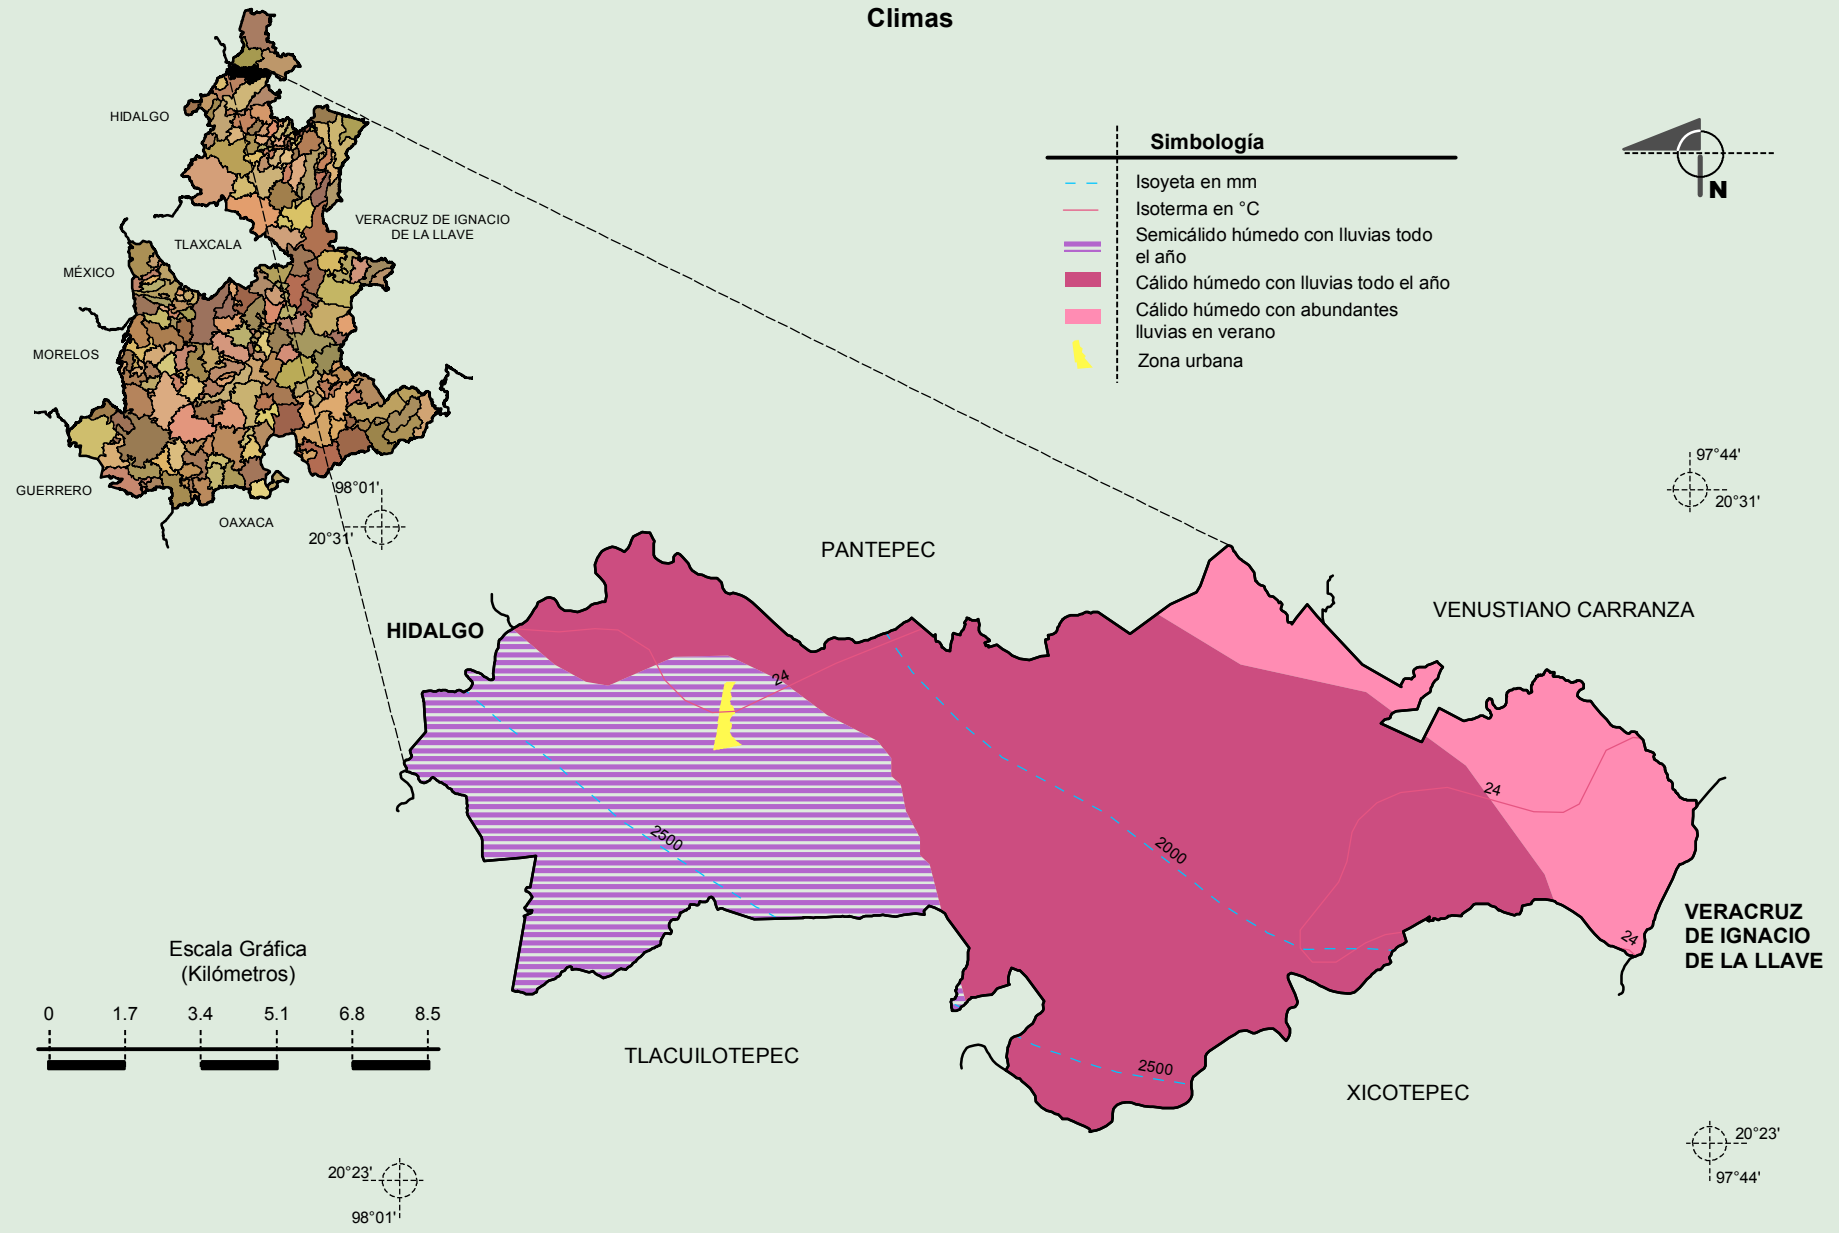 Climas
HIDALGO
VERACRUZ DE IGNACIO
DE LA LLAVE
TLAXCALA
MÉXICO
MORELOS
GUERRERO
OAXACA
Simbología
Isoyeta en mm
Isoterma en °C
Semicálido húmedo con lluvias todo
el año
Cálido húmedo con lluvias todo el año
Cálido húmedo con abundantes
lluvias en verano
Zona urbana
N
98°01'
20°31'
97°44'
20°31'
PANTEPEC
VENUSTIANO CARRANZA
HIDALGO
24
24
2500
2000
24
VERACRUZ
DE IGNACIO
DE LA LLAVE
Escala Gráfica
(Kilómetros)
0 1.7 3.4 5.1 6.8 8.5
TLACUILOTEPEC
2500
XICOTEPEC
20°23'
97°44'
20°23'
98°01'